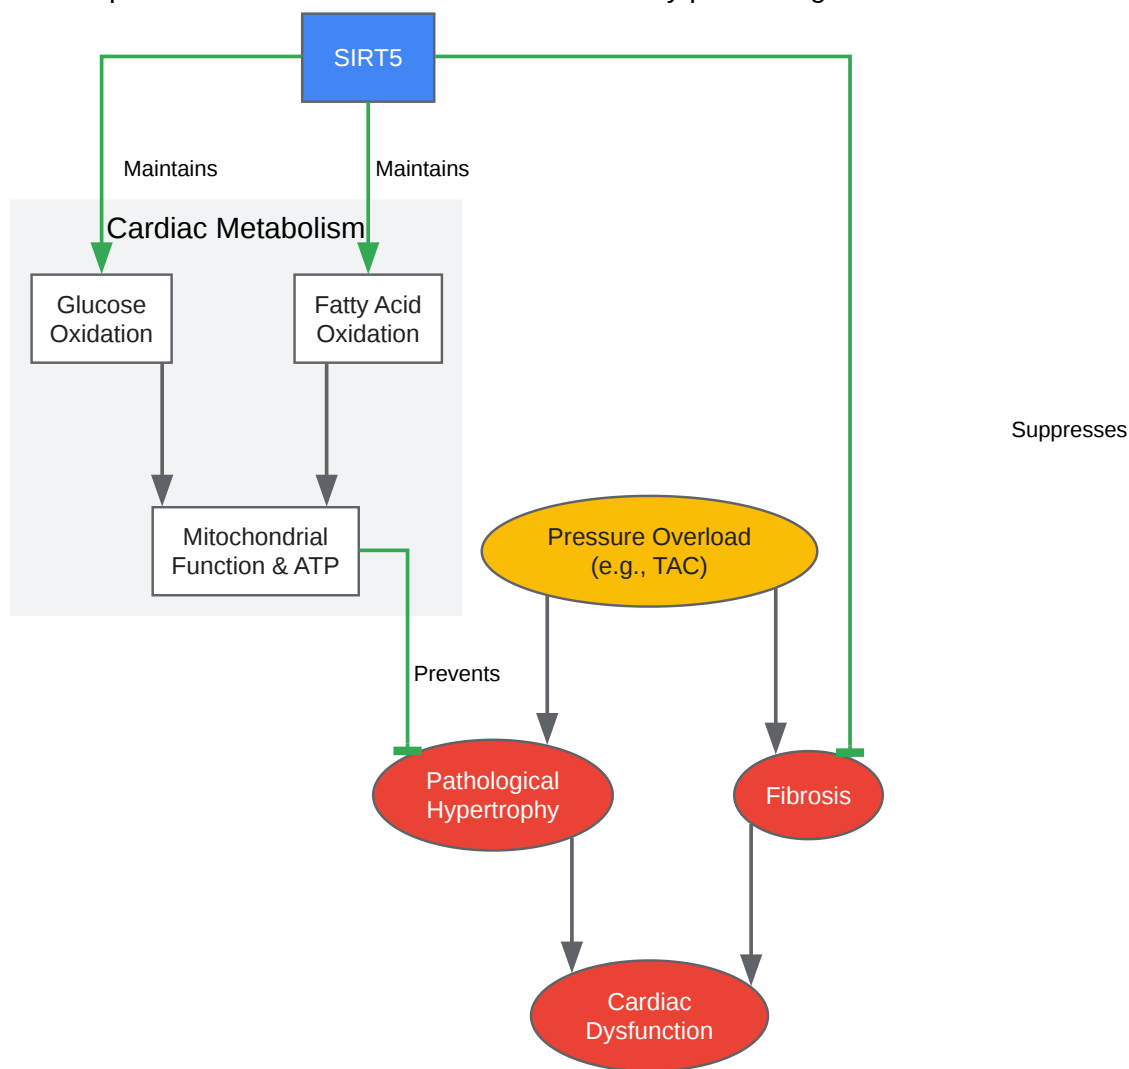 SIRT5
Maintains
Maintains
Cardiac Metabolism
Glucose
Oxidation
Fatty Acid
Oxidation
Suppresses
Mitochondrial
Function & ATP
Pressure Overload
(e.g., TAC)
Prevents
Pathological
Hypertrophy
Fibrosis
Cardiac
Dysfunction